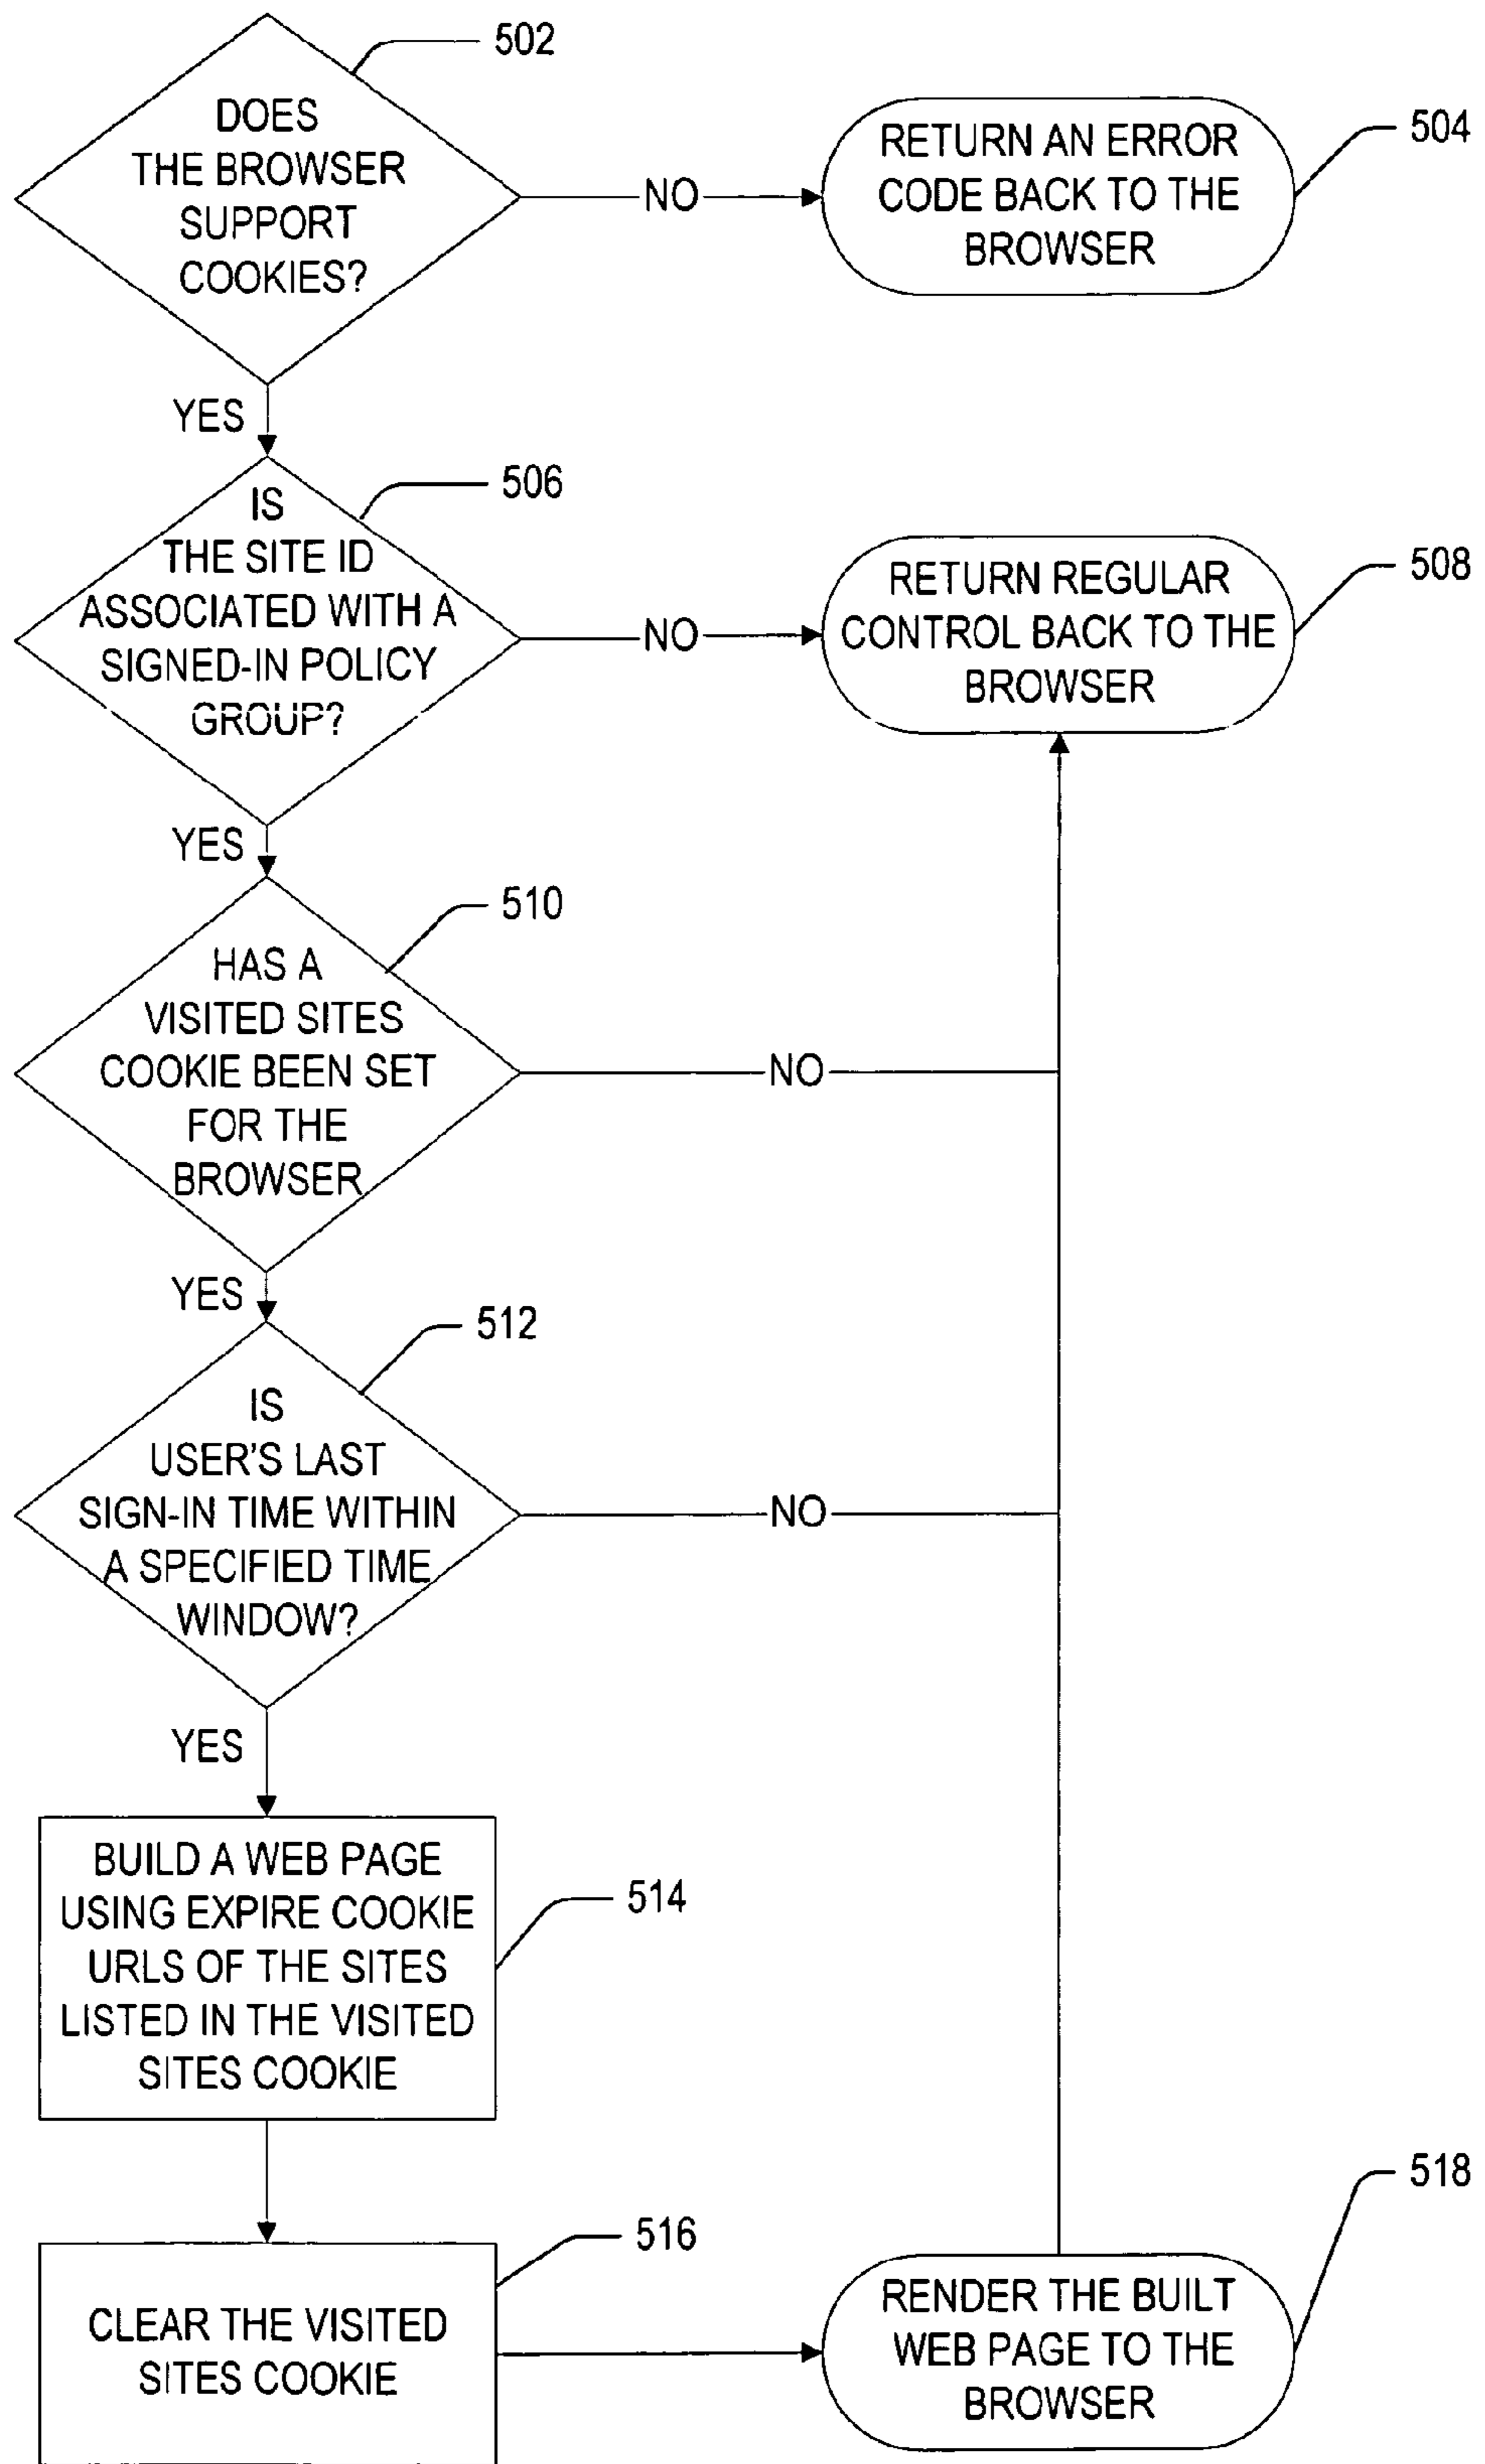 502
DOES
THE BROWSER
SUPPORT
COOKIES?
NO
RETURN AN ERROR
CODE BACK TO THE
BROWSER
504
YES
506
IS
THE SITE ID
ASSOCIATED WITH A
SIGNED-IN POLICY
GROUP?
NO
RETURN REGULAR
CONTROL BACK TO THE
BROWSER
508
YES
510
HAS A
VISITED SITES
COOKIE BEEN SET
FOR THE
BROWSER
NO
YES
512
IS
USER'S LAST
SIGN-IN TIME WITHIN
A SPECIFIED TIME
WINDOW?
NO
YES
BUILD A WEB PAGE
USING EXPIRE COOKIE
URLS OF THE SITES
LISTED IN THE VISITED
SITES COOKIE
514
516
CLEAR THE VISITED
SITES COOKIE
518
RENDER THE BUILT
WEB PAGE TO THE
BROWSER